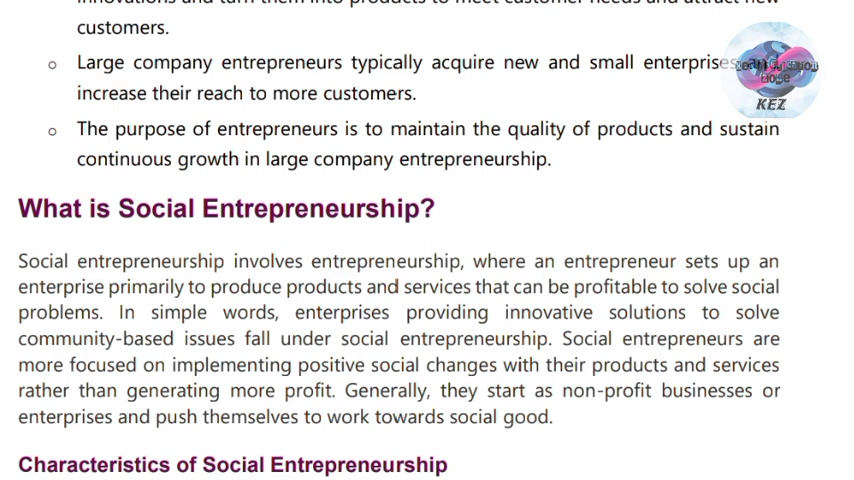 customers.
o Large company entrepreneurs typically acquire new and small enterprises and
increase their reach to more customers.
o The purpose of entrepreneurs is to maintain the quality of products and sustain
continuous growth in large company entrepreneurship.
What is Social Entrepreneurship?
Social entrepreneurship involves entrepreneurship, where an entrepreneur sets up an
enterprise primarily to produce products and services that can be profitable to solve social
problems. In simple words, enterprises providing innovative solutions to solve
community-based issues fall under social entrepreneurship. Social entrepreneurs are
more focused on implementing positive social changes with their products and services
rather than generating more profit. Generally, they start as non-profit businesses or
enterprises and push themselves to work towards social good.
Characteristics of Social Entrepreneurship
KEZ